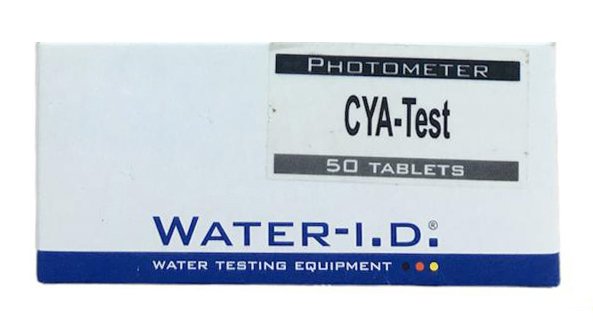 PHOTOMETER
CYA-Test
50 TABLETS
WATER-I.D.®
WATER TESTING EQUIPMENT